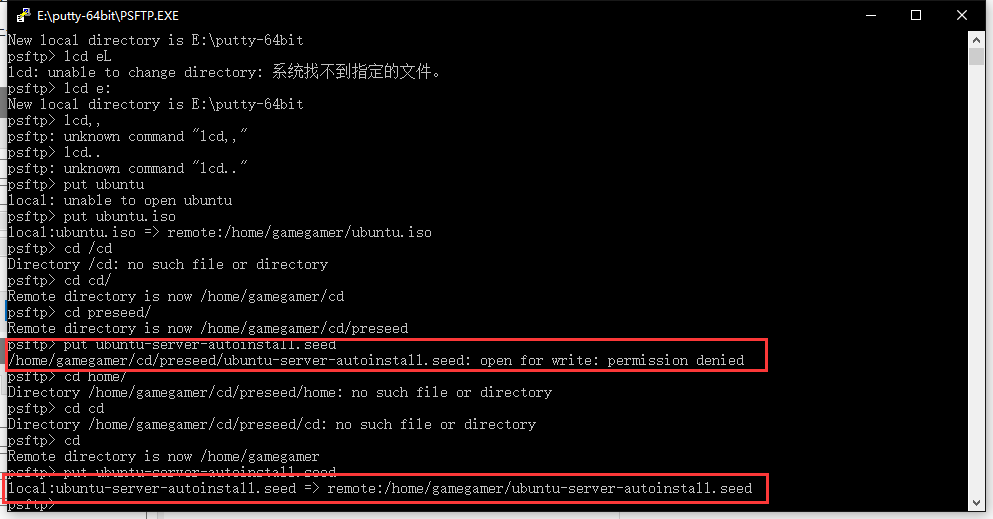 E:\putty-64bit\PSFTP.EXE
New local directory is E:\putty-64bit
psftp> lcd eL
lcd: unable to change directory: 系统找不到指定的文件。
psftp> lcd e:
New local directory is E:\putty-64bit
psftp> lcd,,
psftp: unknown command "lcd,,"
psftp> lcd..
psftp: unknown command "lcd.."
psftp> put ubuntu
local: unable to open ubuntu
psftp> put ubuntu.iso
local:ubuntu.iso => remote:/home/gamegamer/ubuntu.iso
psftp> cd /cd
Directory /cd: no such file or directory
psftp> cd cd/
Remote directory is now /home/gamegamer/cd
psftp> cd preseed/
Remote directory is now /home/gamegamer/cd/preseed
psftp> put ubuntu-server-autoinstall.seed
/home/gamegamer/cd/preseed/ubuntu-server-autoinstall.seed: open for write: permission denied
psftp> cd home/
Directory /home/gamegamer/cd/preseed/home: no such file or directory
psftp> cd cd
Directory /home/gamegamer/cd/preseed/cd: no such file or directory
psftp> cd
Remote directory is now /home/gamegamer
psftp> put ubuntu-server-autoinstall.seed
local:ubuntu-server-autoinstall.seed => remote:/home/gamegamer/ubuntu-server-autoinstall.seed
psftp>